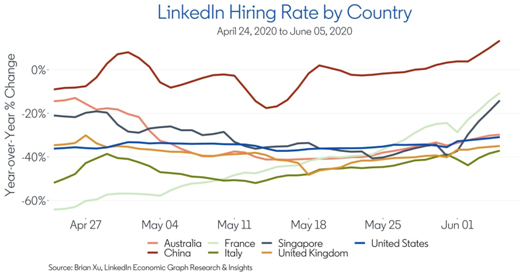 LinkedIn Hiring Rate by Country
April 24, 2020 to June 05, 2020
Year-over-Year % Change
0%
-20%
-40%
-60%
Apr 27
May 04
May 11
May 18
May 25
Jun 01
Australia France Singapore United States
China Italy United Kingdom
Source: Brian Xu, LinkedIn Economic Graph Research & Insights